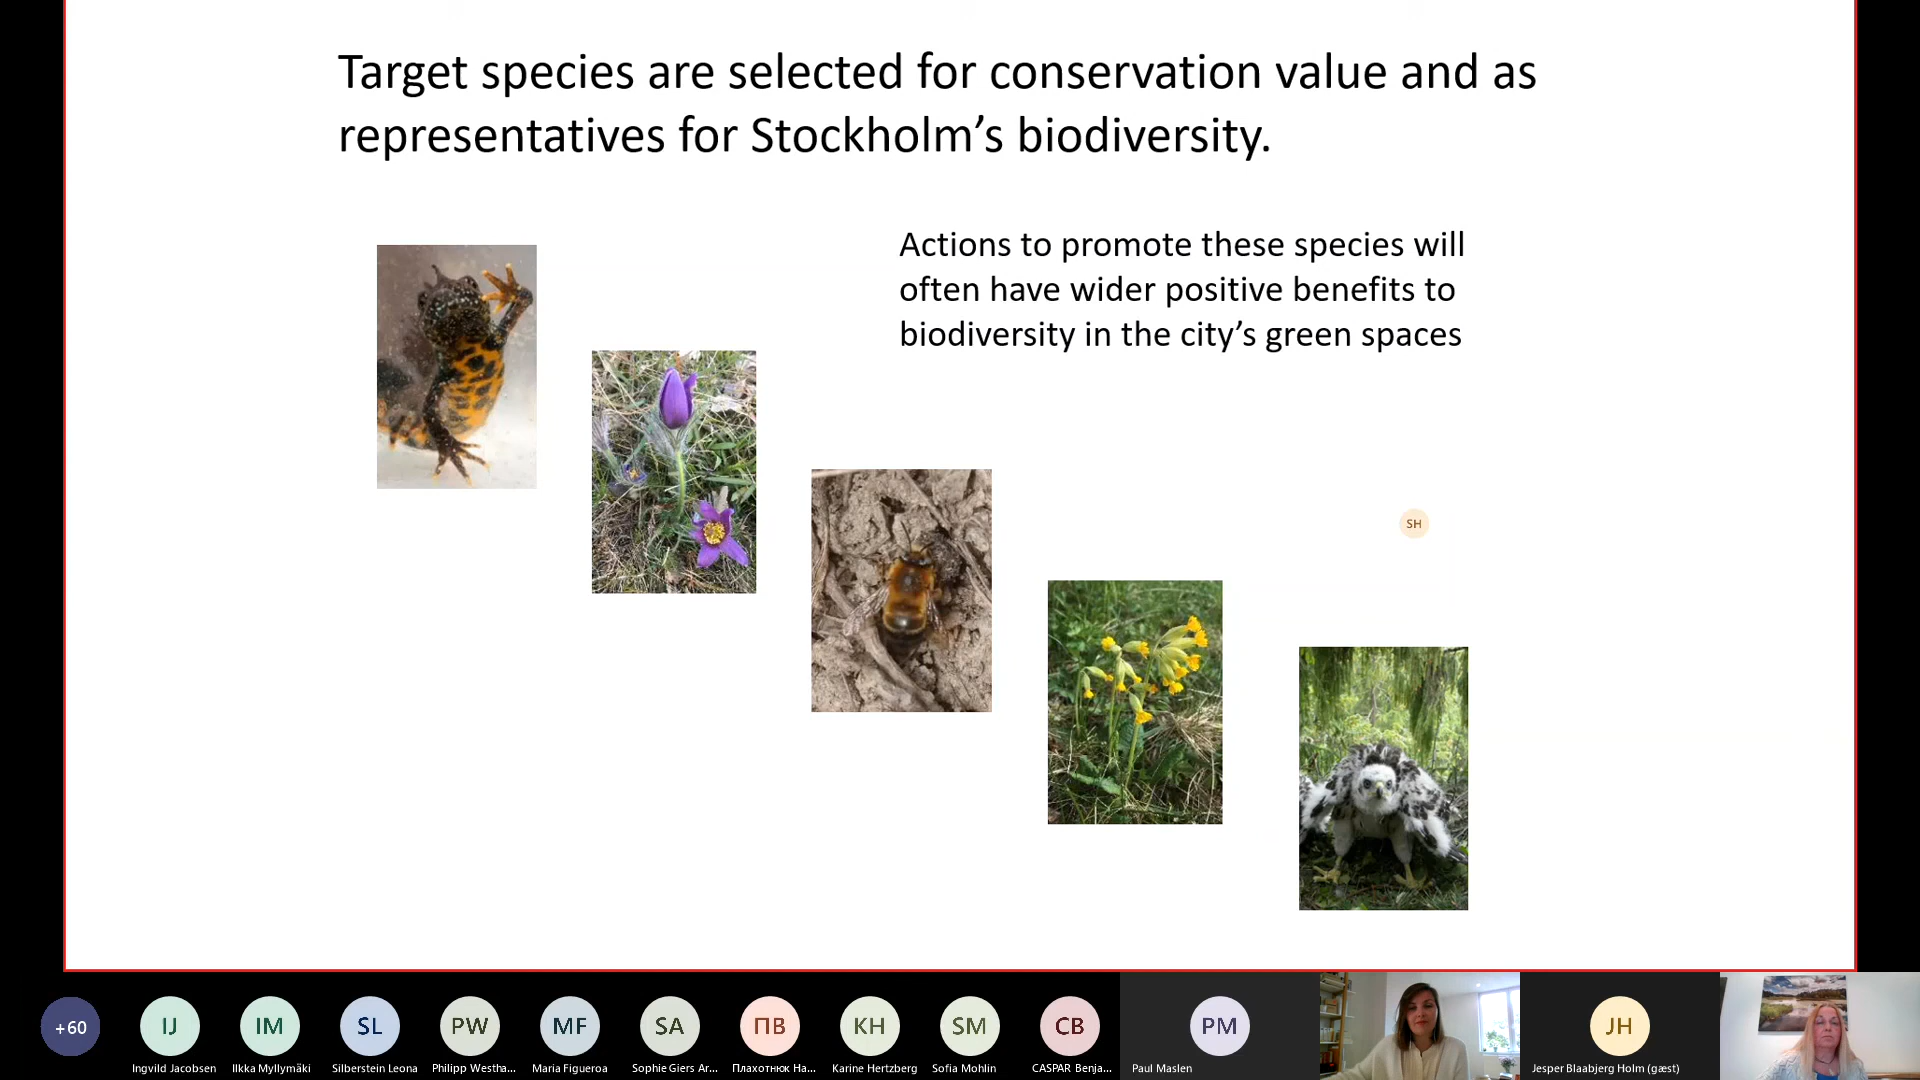 Target species are selected for conservation value and as
representatives for Stockholm’s biodiversity.
Actions to promote these species will
often have wider positive benefits to
biodiversity in the city’s green spaces
SH
+60
IJ
IM
SL
PW
MF
SA
ПВ
KH
SM
CB
PM
JH
Ingvild Jacobsen
Ilkka Myllymäki
Silberstein Leona
Philipp Westha...
Maria Figueroa
Sophie Giers Ar...
Плахотнюк На...
Karine Hertzberg
Sofia Mohlin
CASPAR Benja...
Paul Maslen
Jesper Blaabjerg Holm (gæst)